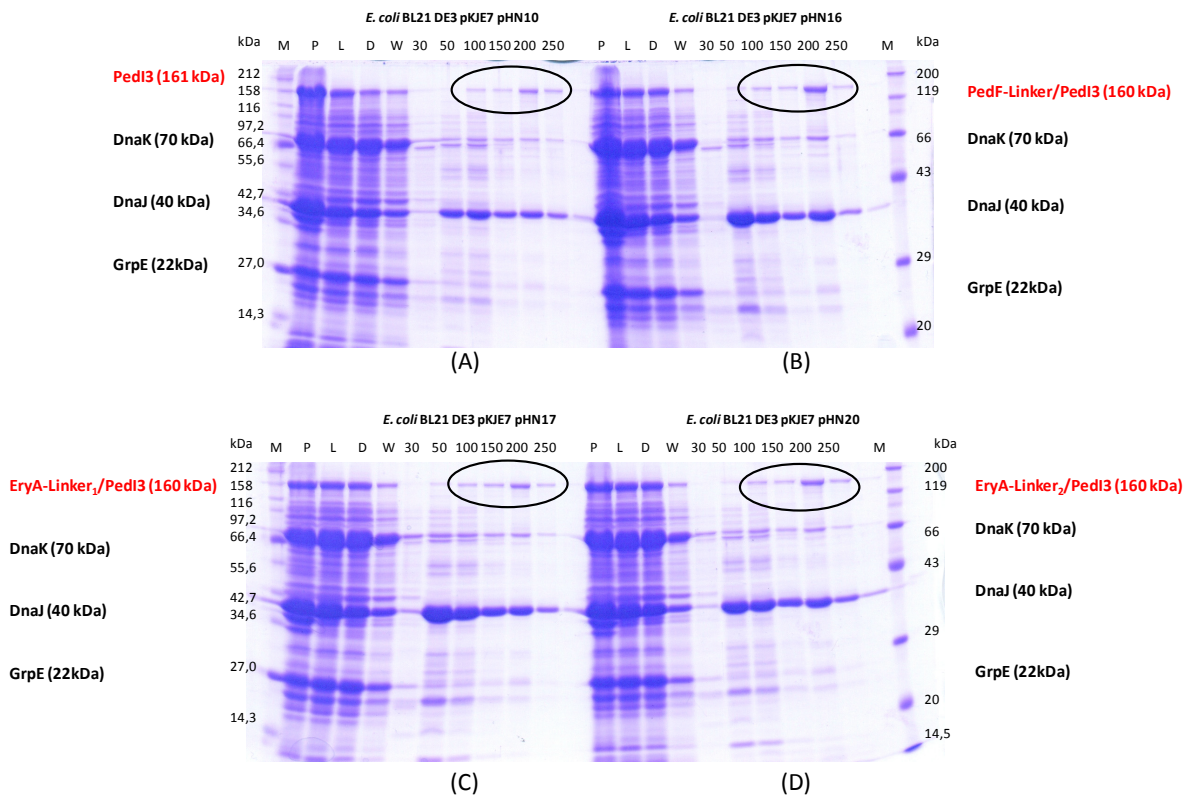 E. coli BL21 DE3 pKJE7 pHN10
E. coli BL21 DE3 pKJE7 pHN16
kDa M P L D W 30 50 100 150 200 250 P L D W 30 50 100 150 200 250 M kDa
PedI3 (161 kDa)
DnaK (70 kDa)
DnaJ (40 kDa)
GrpE (22kDa)
212
158
116
97,2
66,4
55,6
42,7
34,6
27,0
14,3
200
119
66
43
29
20
PedF-Linker/PedI3 (160 kDa)
DnaK (70 kDa)
DnaJ (40 kDa)
GrpE (22kDa)
(A)
(B)
E. coli BL21 DE3 pKJE7 pHN17
E. coli BL21 DE3 pKJE7 pHN20
kDa M P L D W 30 50 100 150 200 250 P L D W 30 50 100 150 200 250 M kDa
EryA-Linker1/PedI3 (160 kDa)
DnaK (70 kDa)
DnaJ (40 kDa)
GrpE (22kDa)
212
158
116
97,2
66,4
55,6
42,7
34,6
27,0
14,3
200
119
66
43
29
20
14,5
EryA-Linker2/PedI3 (160 kDa)
DnaK (70 kDa)
DnaJ (40 kDa)
GrpE (22kDa)
(C)
(D)